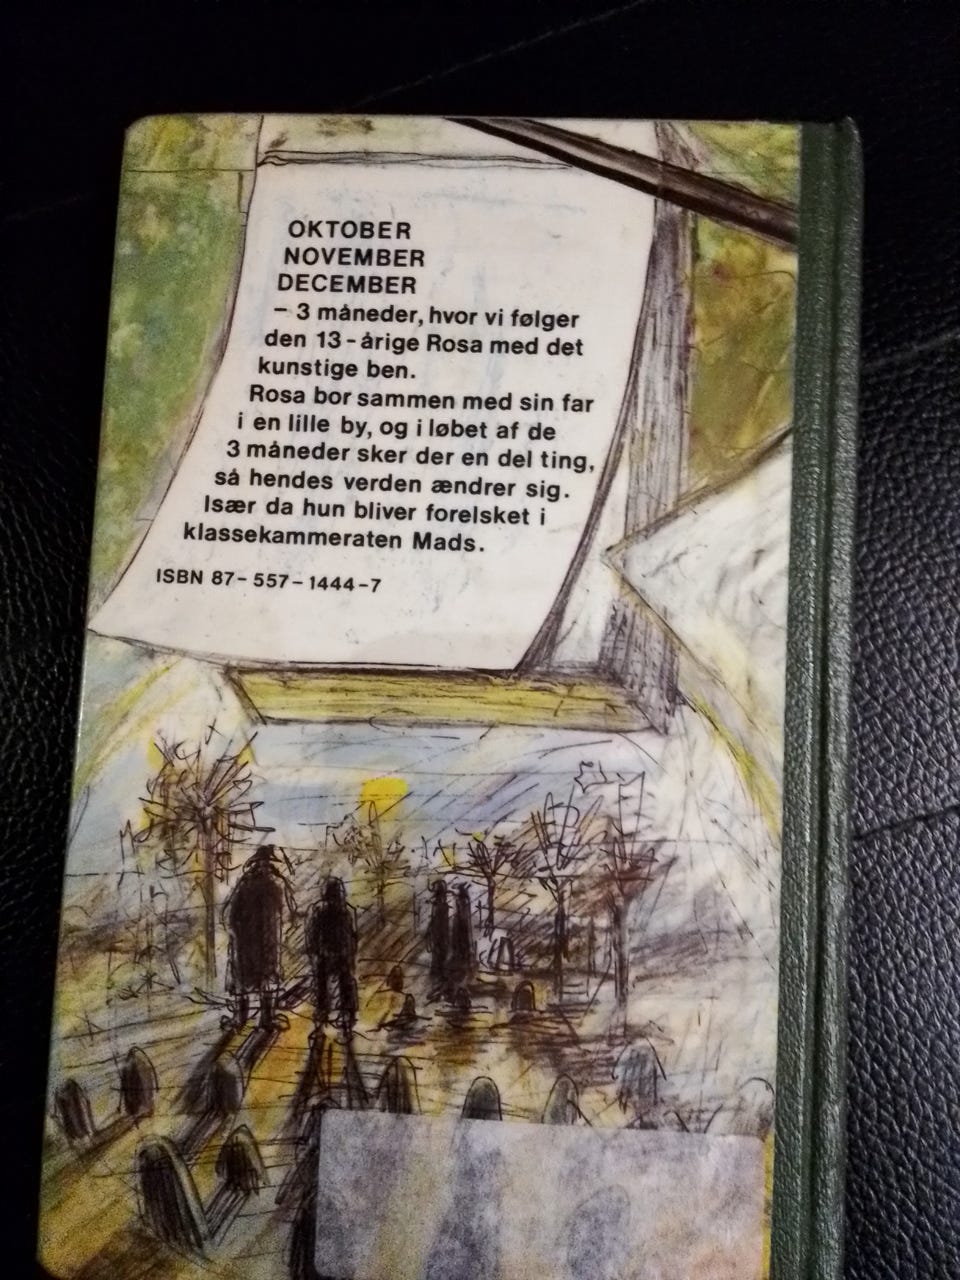 OKTOBER
NOVEMBER
DECEMBER
– 3 måneder, hvor vi følger
den 13-årige Rosa med det
kunstige ben.
Rosa bor sammen med sin far
i en lille by, og i løbet af de
3 måneder sker der en del ting,
så hendes verden ændrer sig.
Især da hun bliver forelsket i
klassekammeraten Mads.
ISBN 87-557-1444-7